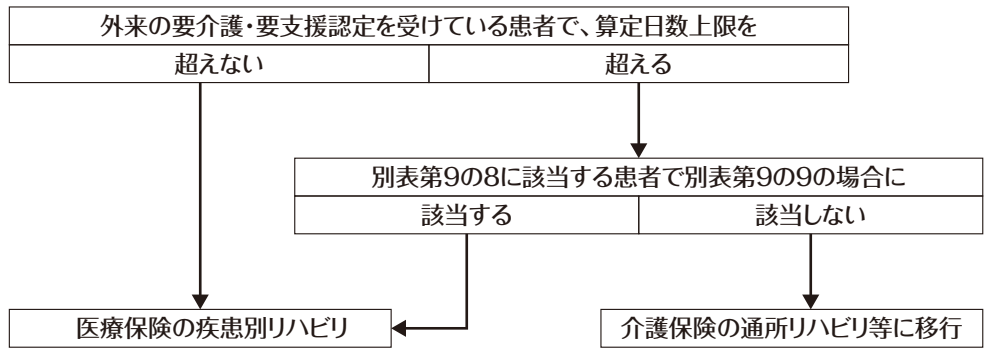 外来の要介護・要支援認定を受けている患者で、算定日数上限を
超えない
超える
別表第9の8に該当する患者で別表第9の9の場合に
該当する
該当しない
医療保険の疾患別リハビリ
介護保険の通所リハビリ等に移行